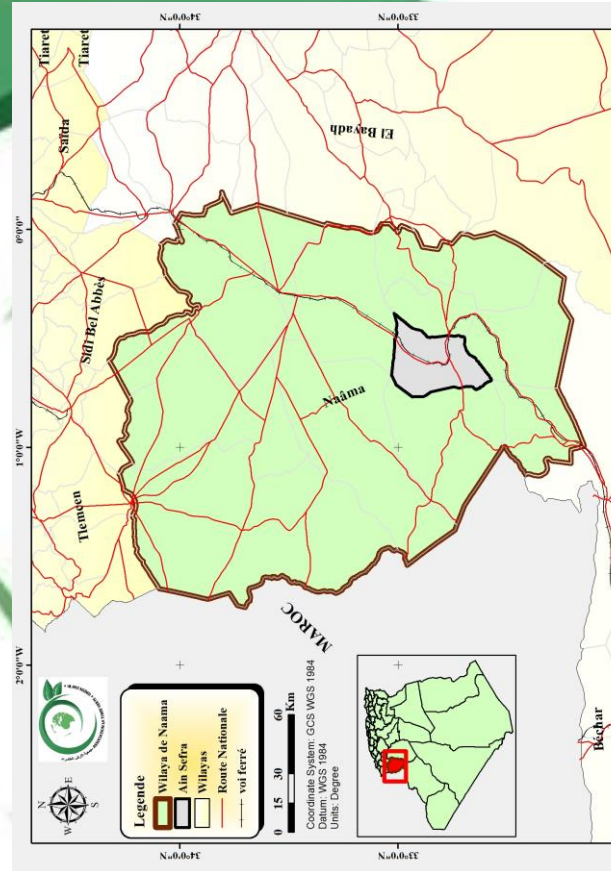 2°0'0"W
1°0'0"W
0°0'0"
34°0'0"N
33°0'0"N
34°0'0"N
33°0'0"N
Tlemcen
Sidi Bel Abbès
Saïda
Tiaret
Tiaret
El Bayadh
Naâma
MAROC
Béchar
N
E
S
W
Legende
Wilaya de Naama
Ain Sefra
Wilayas
Route Nationale
voi ferré
0 15 30 60
Km
Coordinate System: GCS WGS 1984
Datum: WGS 1984
Units: Degree